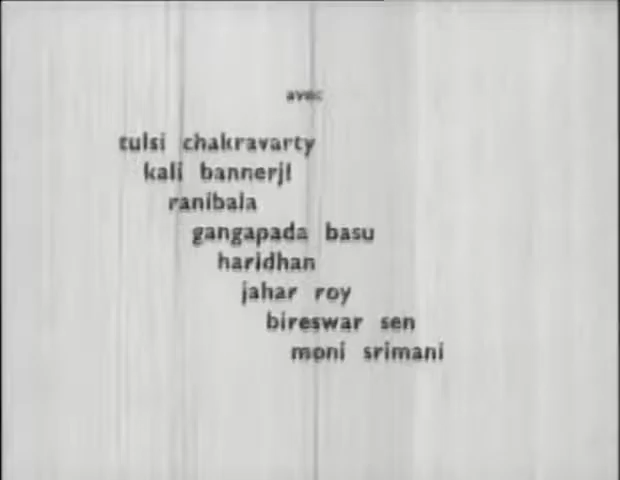 avec
tulsi chakravarty
kali bannerji
ranibala
gangapada basu
haridhan
jahar roy
bireswar sen
moni srimani